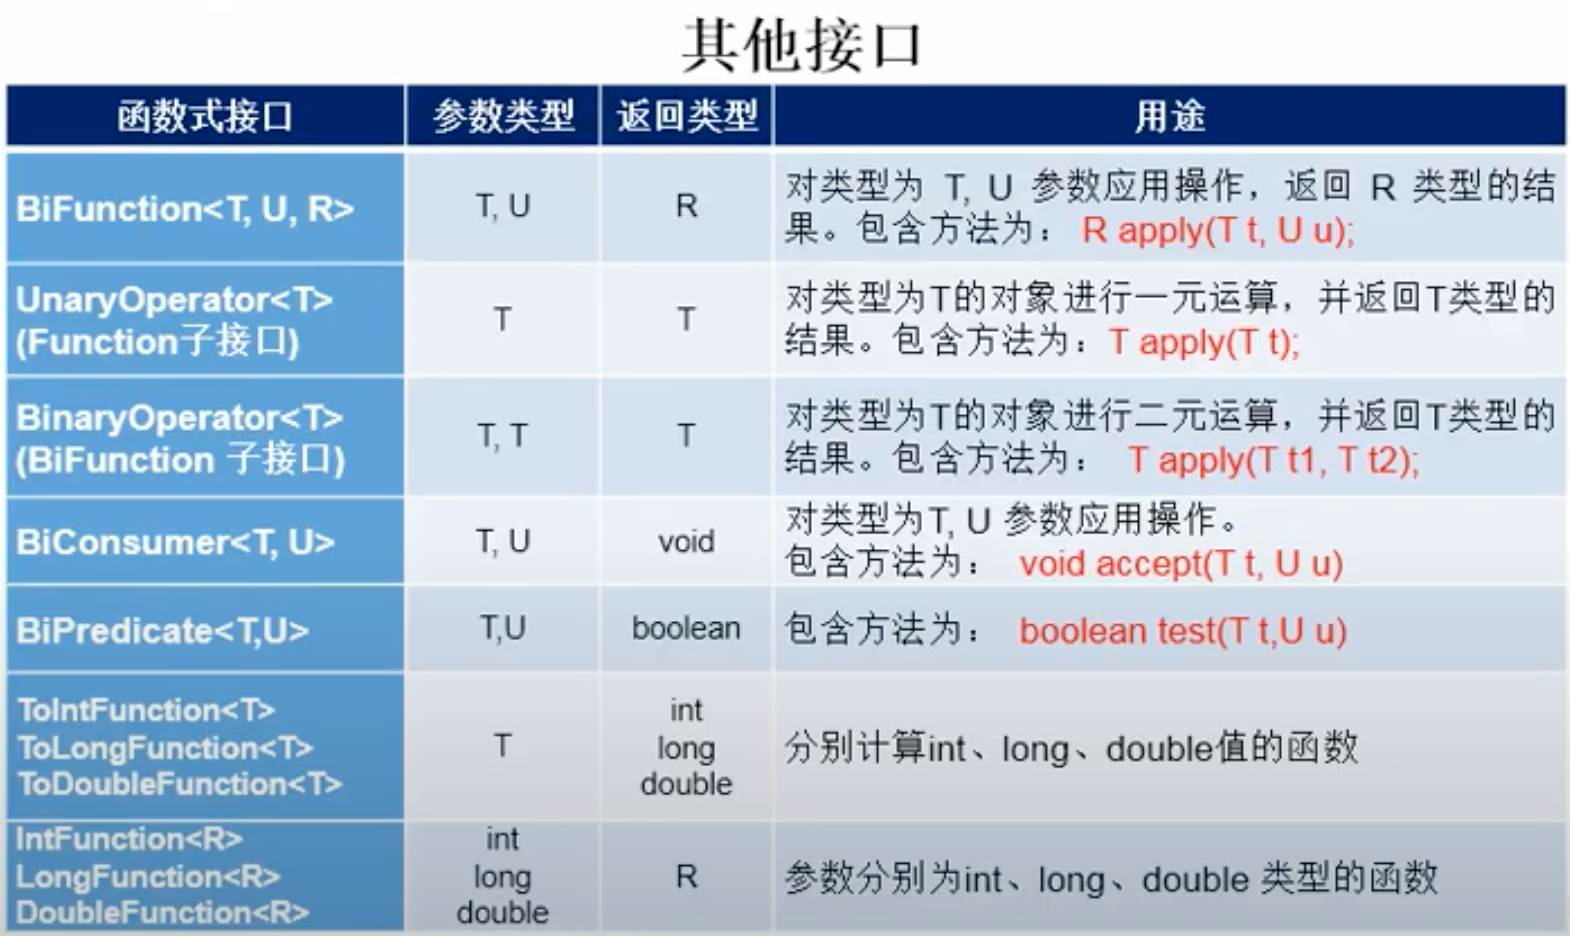 其他接口
函数式接口 参数类型 返回类型 用途
BiFunction<T, U, R> T, U R 对类型为 T, U 参数应用操作，返回 R 类型的结
果。包含方法为： R apply(T t, U u);
UnaryOperator<T>
(Function子接口) T T 对类型为T的对象进行一元运算，并返回T类型的
结果。包含方法为：T apply(T t);
BinaryOperator<T>
(BiFunction 子接口) T, T T 对类型为T的对象进行二元运算，并返回T类型的
结果。包含方法为： T apply(T t1, T t2);
BiConsumer<T, U> T, U void 对类型为T, U 参数应用操作。
包含方法为： void accept(T t, U u)
BiPredicate<T,U> T,U boolean 包含方法为： boolean test(T t,U u)
ToIntFunction<T>
ToLongFunction<T>
ToDoubleFunction<T>
T
int
long
double
分别计算int、long、double值的函数
IntFunction<R>
LongFunction<R>
DoubleFunction<R>
int
long
double
R
参数分别为int、long、double 类型的函数